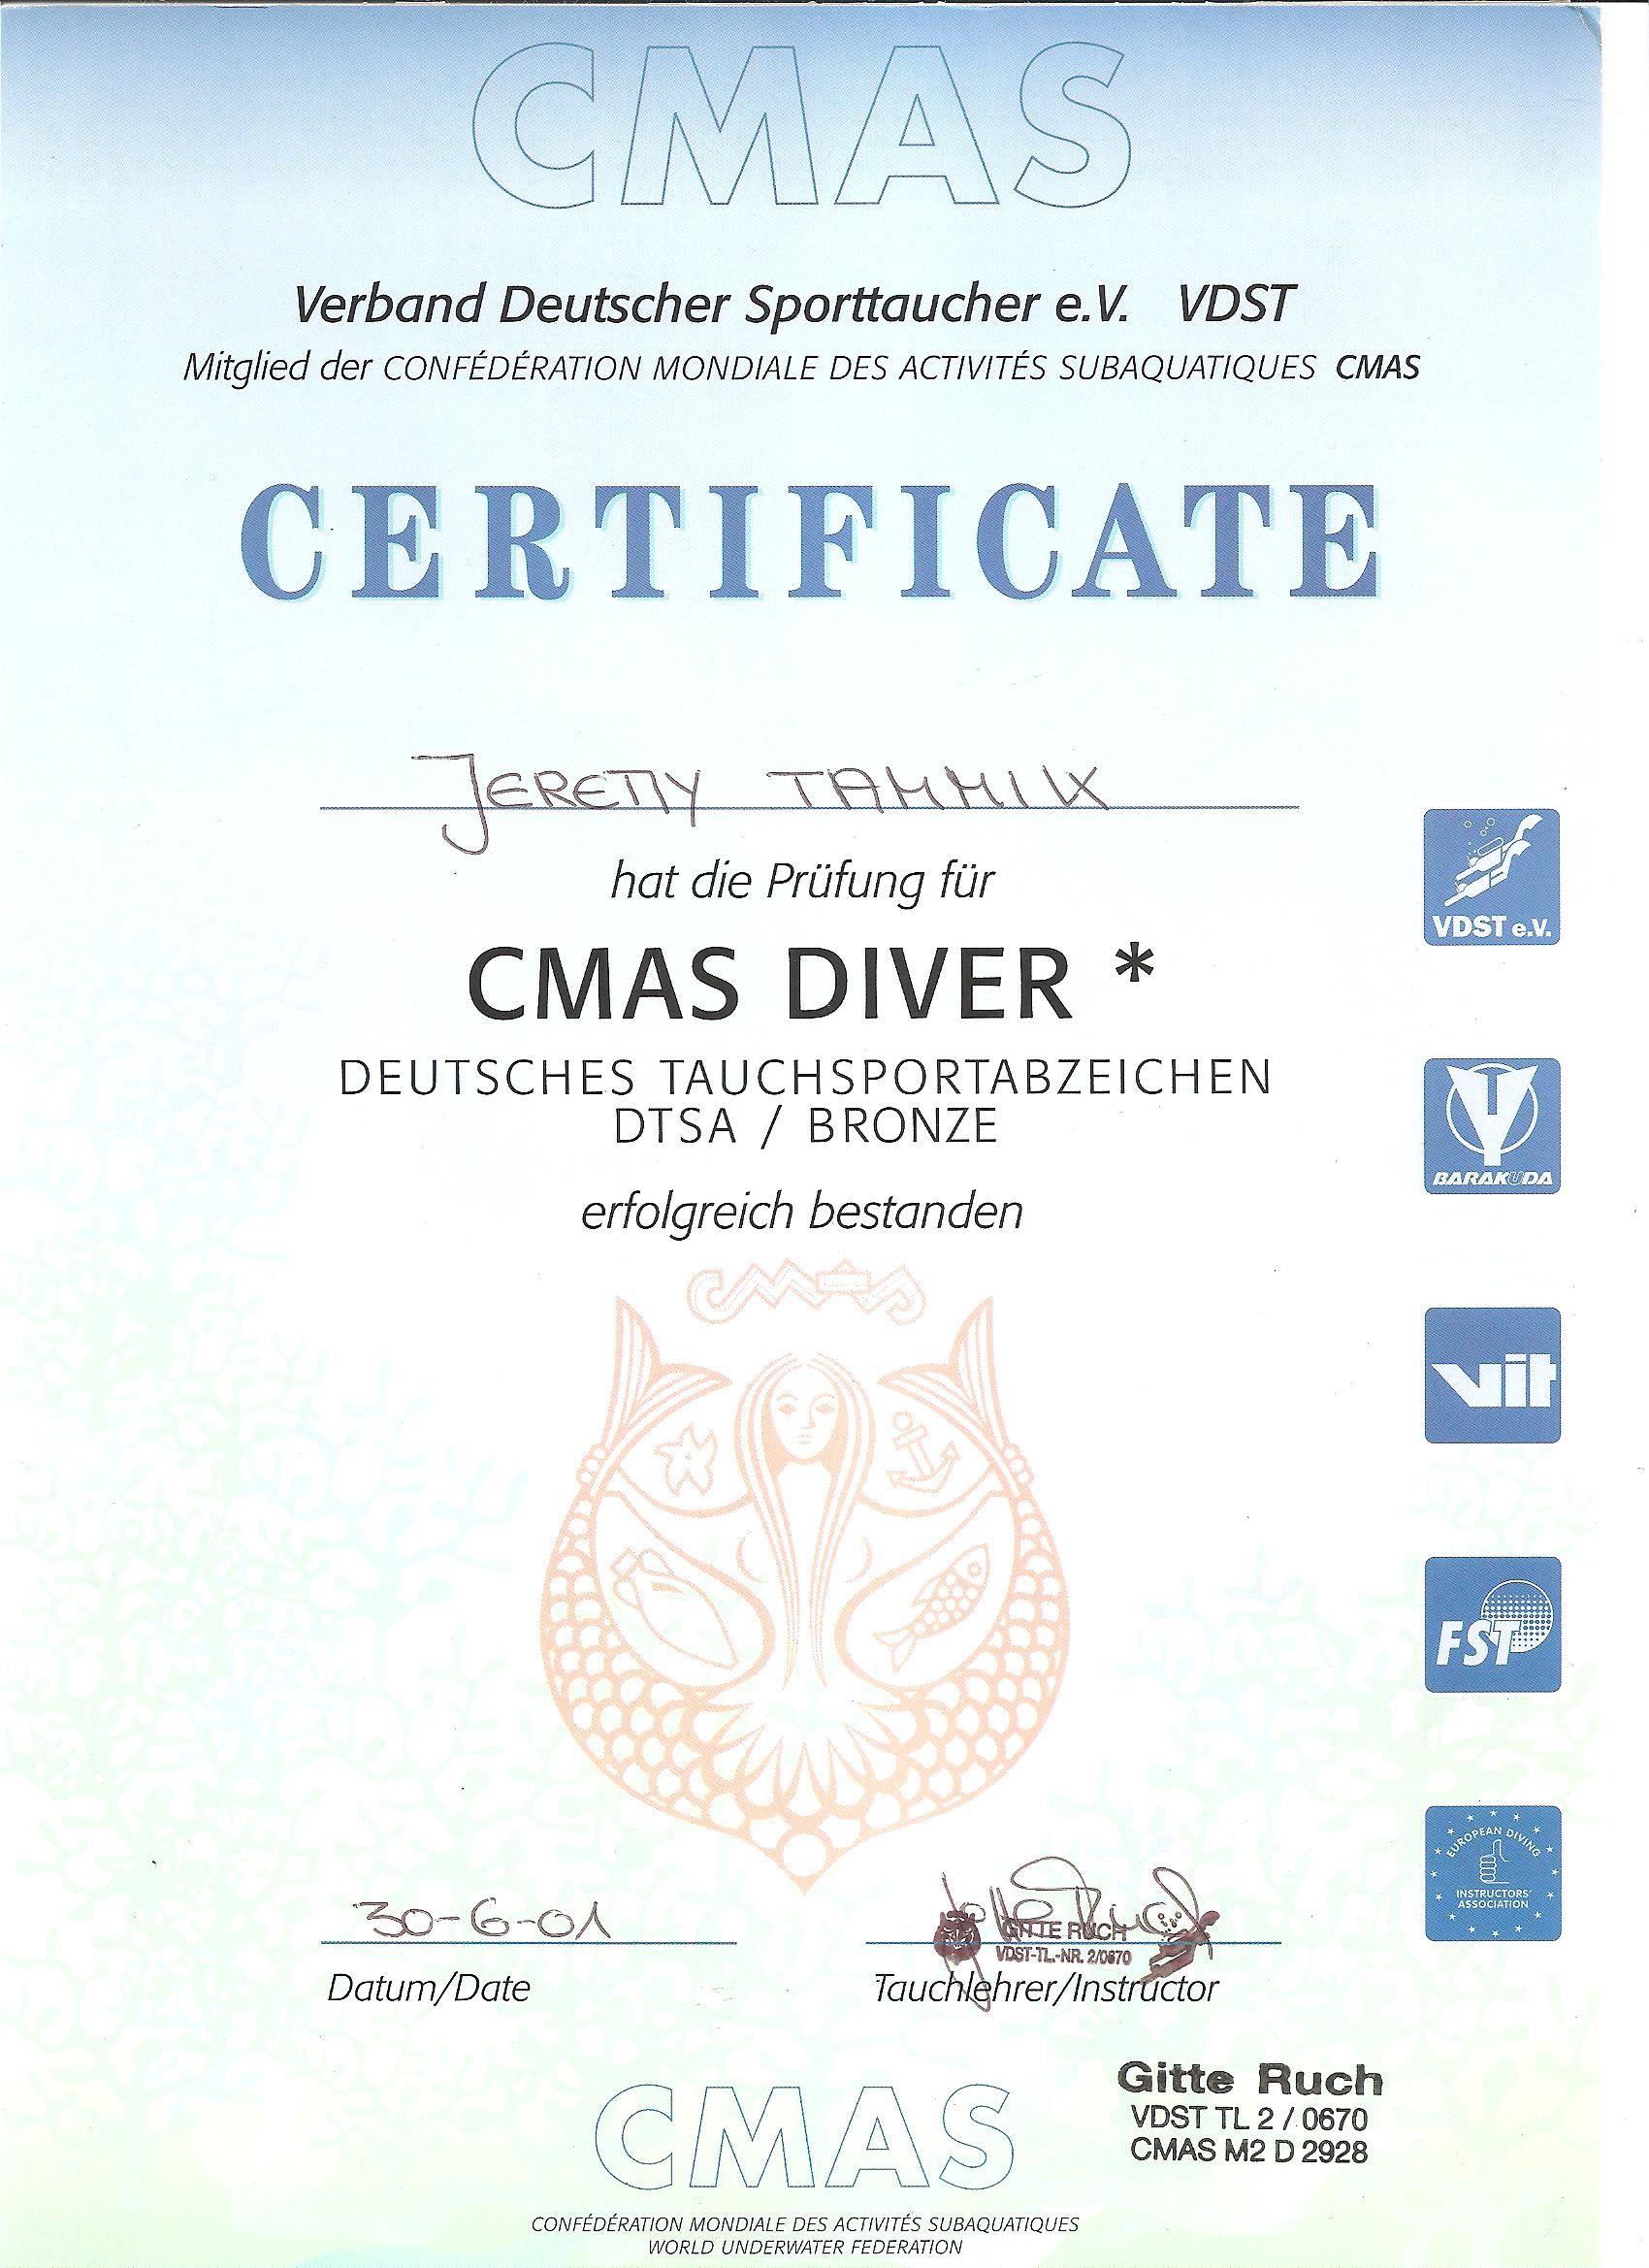 CMAS
Verband Deutscher Sporttaucher e.V. VDST
Mitglied der CONFÉDÉRATION MONDIALE DES ACTIVITÉS SUBAQUATIQUES CMAS
CERTIFICATE
JEREMY TAMMIK
hat die Prüfung für
CMAS DIVER *
DEUTSCHES TAUCHSPORTABZEICHEN
DTSA / BRONZE
erfolgreich bestanden
VDST e.V.
BARAKUDA
vit
FST
EUROPEAN DIVING
INSTRUCTORS'
ASSOCIATION
CMAS
30-6-01
GITTE RUCH
VDST-TL.-NR. 2/0670
Datum/Date
Tauchlehrer/Instructor
Gitte Ruch
VDST TL 2 / 0670
CMAS M2 D 2928
CMAS
CONFÉDÉRATION MONDIALE DES ACTIVITÉS SUBAQUATIQUES
WORLD UNDERWATER FEDERATION